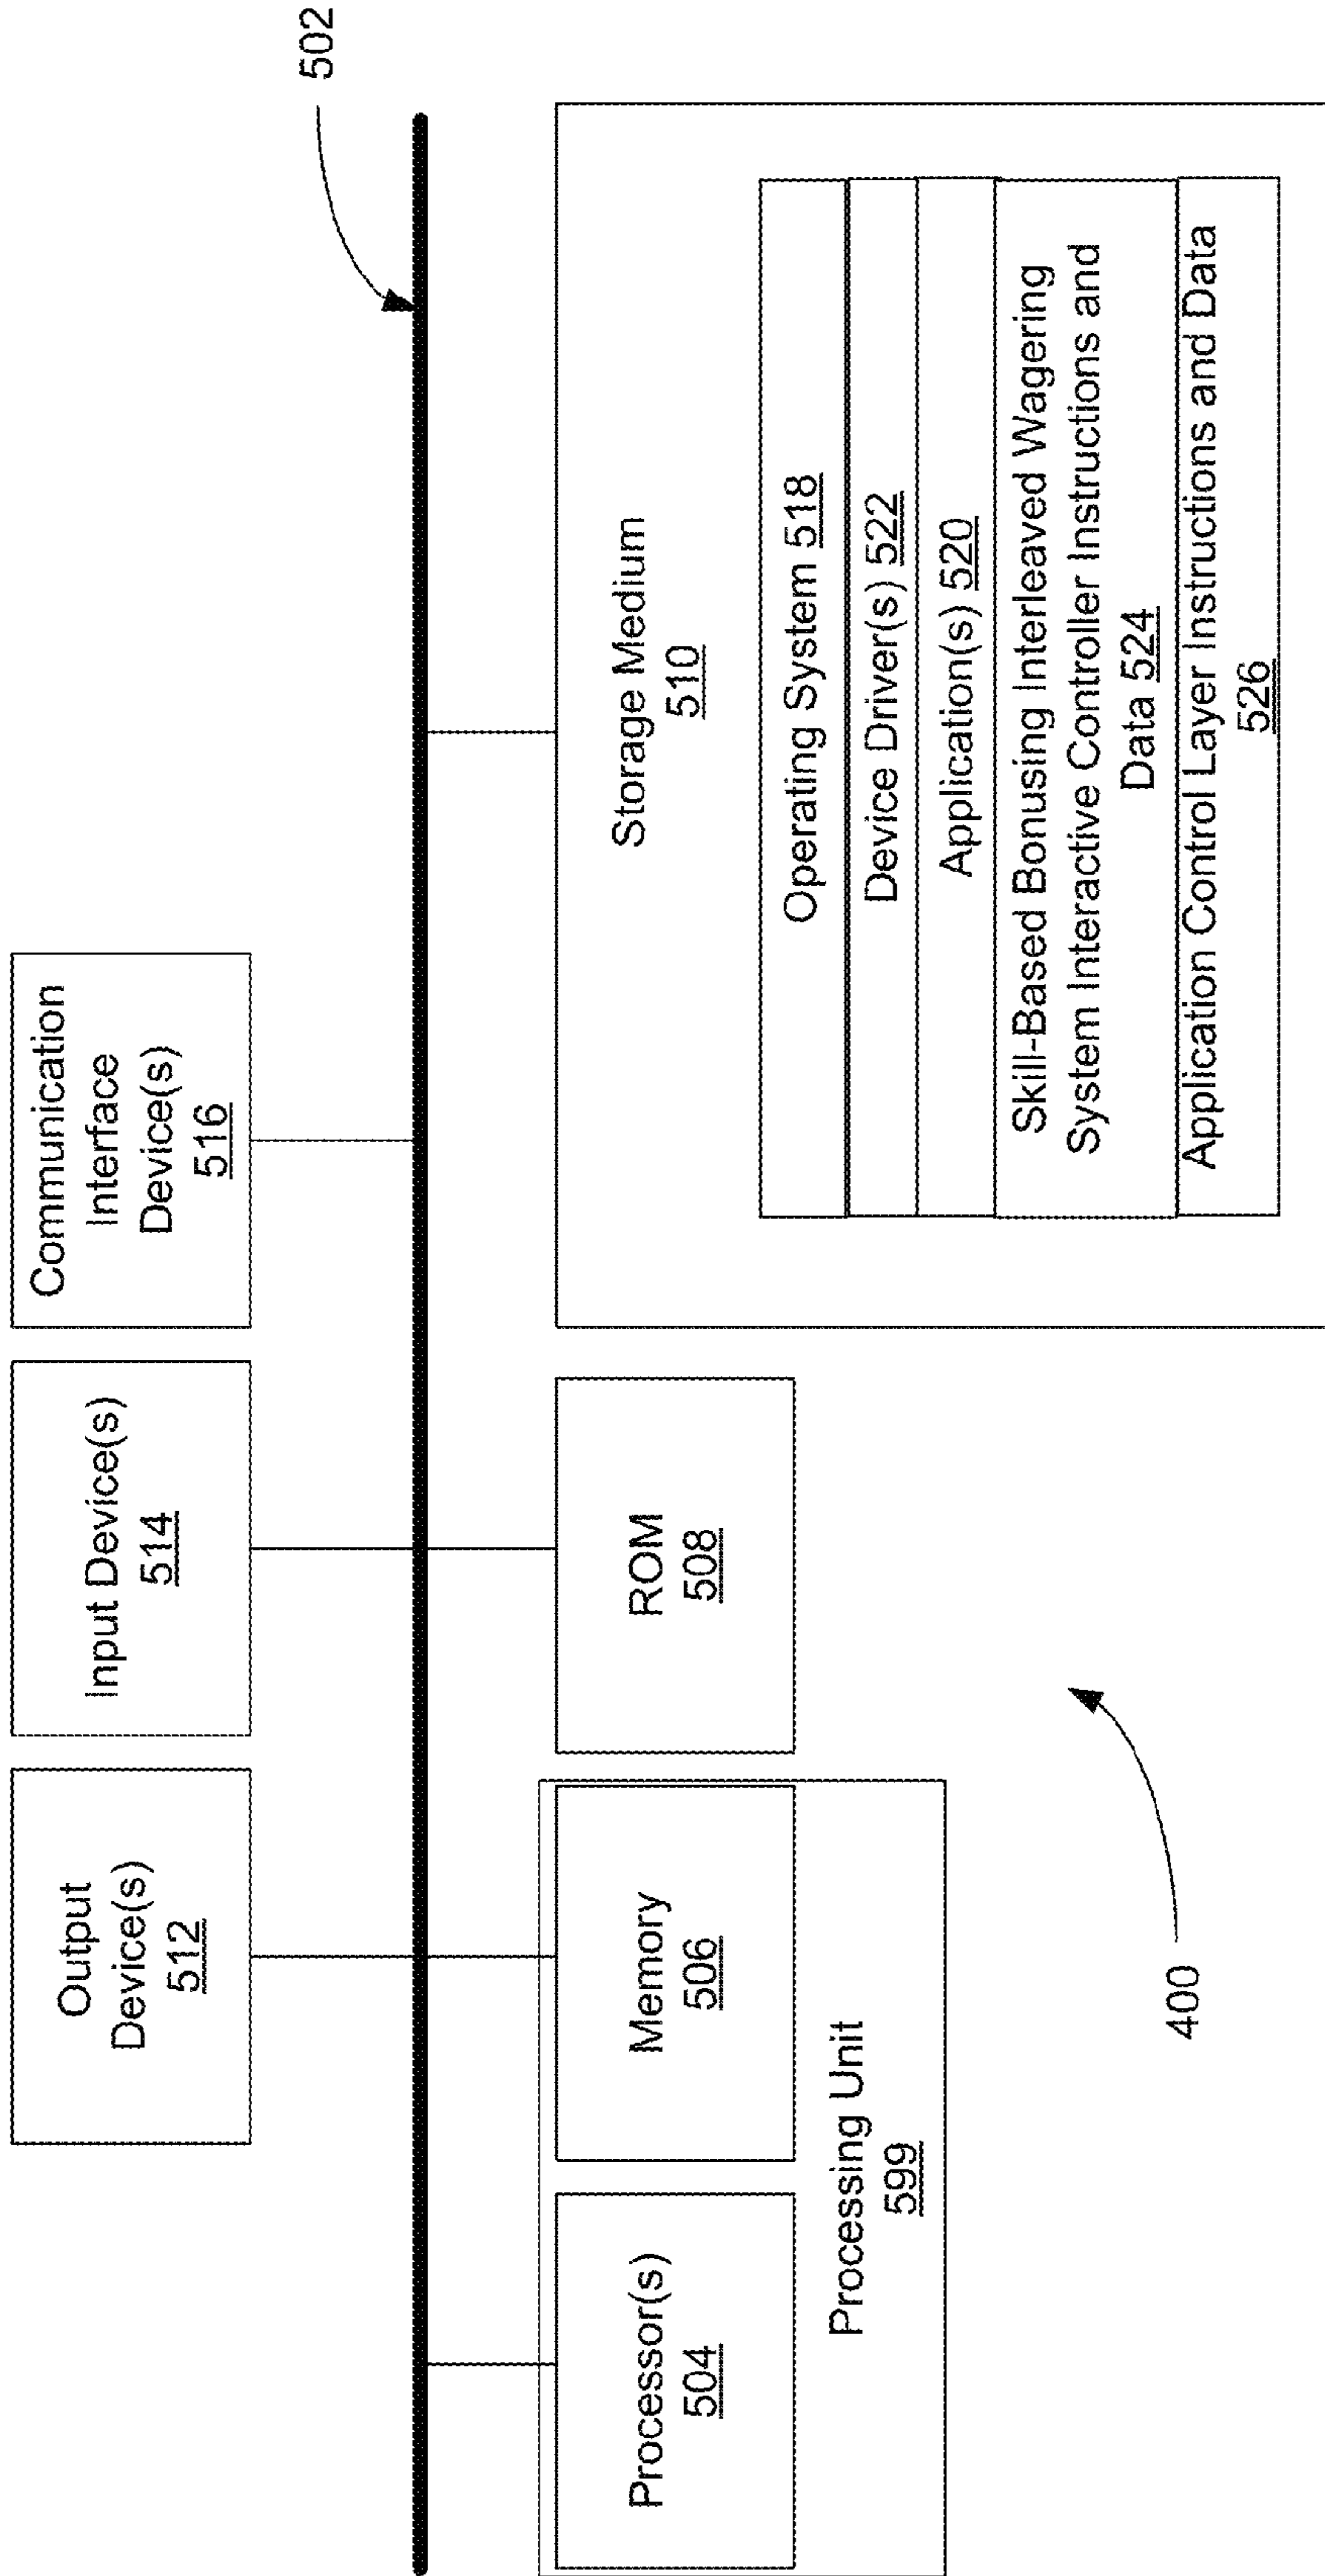 Output
Device(s)
512
Input Device(s)
514
Communication
Interface
Device(s)
516
502
Processor(s)
504
Memory
506
Processing Unit
599
ROM
508
Storage Medium
510
Operating System 518
Device Driver(s) 522
Application(s) 520
Skill-Based Bonusing Interleaved Wagering
System Interactive Controller Instructions and
Data 524
Application Control Layer Instructions and Data
526
400